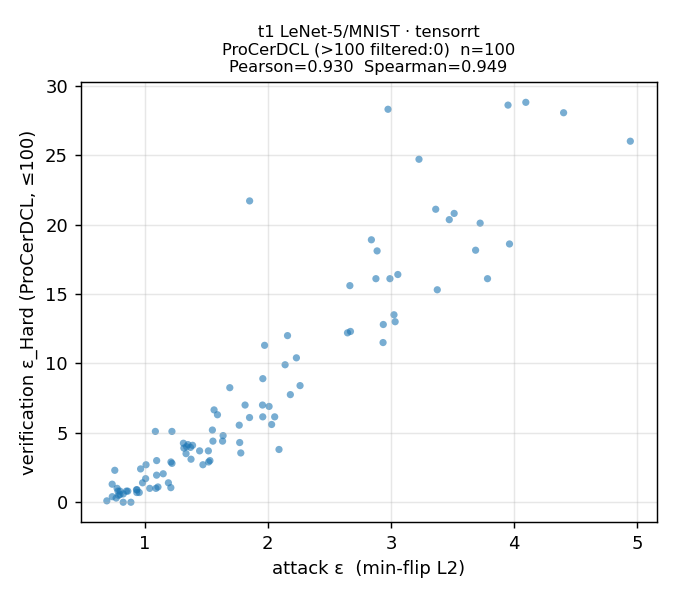 t1 LeNet-5/MNIST · tensorrt
ProCerDCL (>100 filtered:0)  n=100
Pearson=0.930  Spearman=0.949
30
25
20
15
10
5
0
verification ε_Hard (ProCerDCL, ≤100)
1
2
3
4
5
attack ε  (min-flip L2)